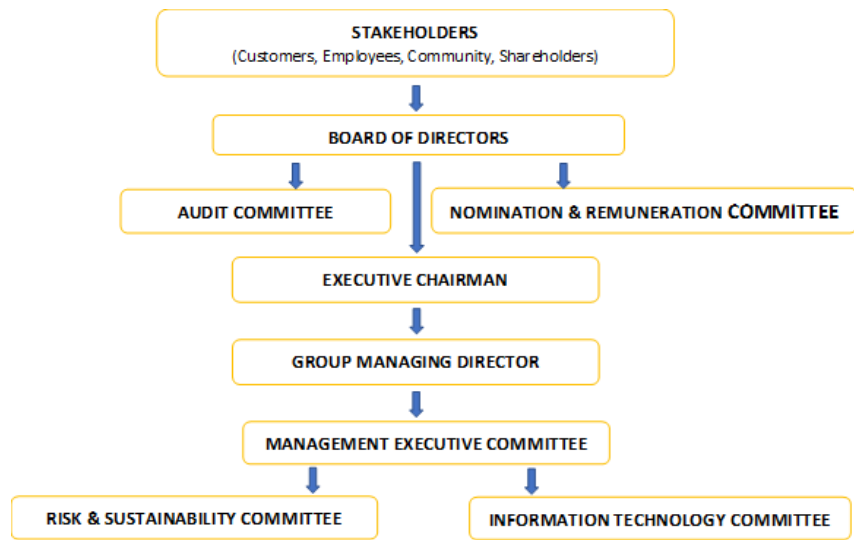 STAKEHOLDERS
(Customers, Employees, Community, Shareholders)
BOARD OF DIRECTORS
AUDIT COMMITTEE
NOMINATION & REMUNERATION COMMITTEE
EXECUTIVE CHAIRMAN
GROUP MANAGING DIRECTOR
MANAGEMENT EXECUTIVE COMMITTEE
RISK & SUSTAINABILITY COMMITTEE
INFORMATION TECHNOLOGY COMMITTEE